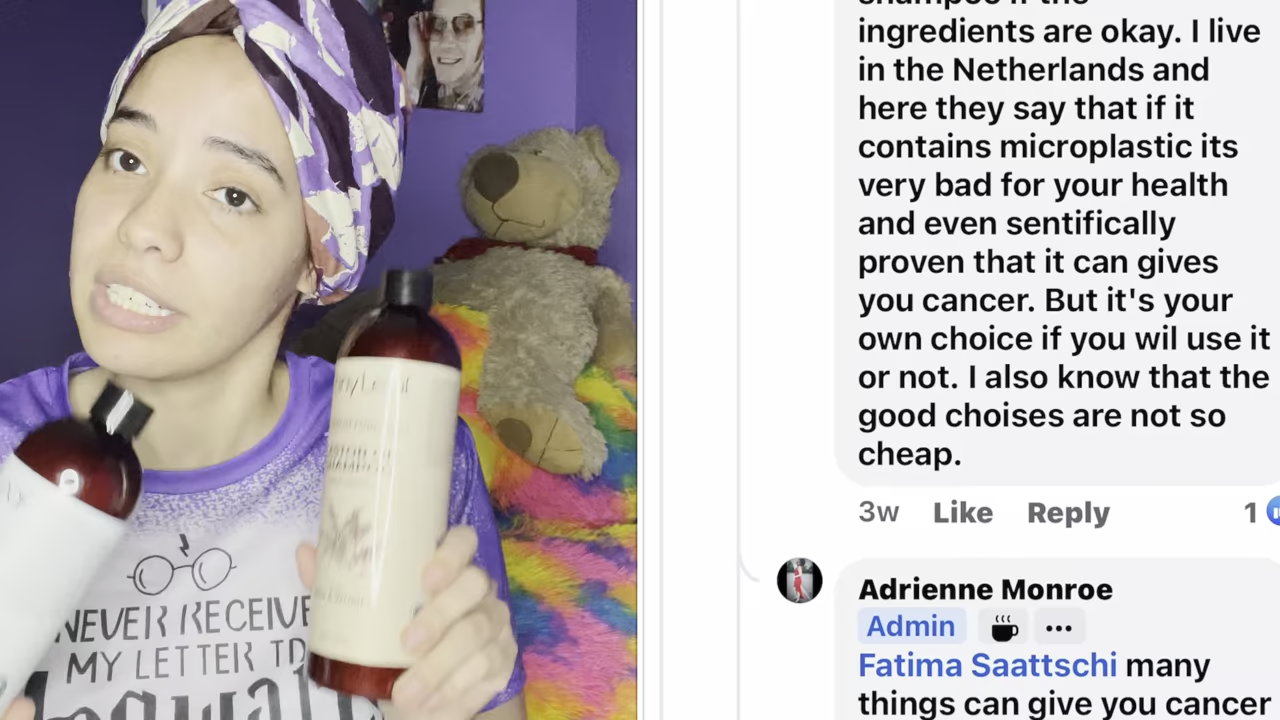 NEVER RECEIVE
MY LETTER TO
shampoo if the
ingredients are okay. I live
in the Netherlands and
here they say that if it
contains microplastic its
very bad for your health
and even sentifically
proven that it can gives
you cancer. But it's your
own choice if you wil use it
or not. I also know that the
good choises are not so
cheap.
3w Like Reply 1
Adrienne Monroe
Admin
Fatima Saattschi many
things can give you cancer